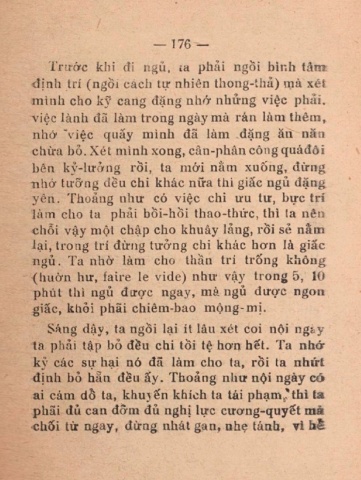 — 176 —
Trước khi đi ngủ, ta phải ngồi bình tâm
định trí (ngồi cách tự nhiên thong-thả) mà xét
mình cho kỹ cang đặng nhớ những việc phải,
việc lành đã làm trong ngày mà rán làm thêm,
nhớ việc quấy mình đã làm đặng ăn năn
chừa bỏ. Xét mình xong, cân-phân công quá đôi
bên kỹ-lưởng rồi, ta mới nằm xuống, đừng
nhớ tưởng đều chi khác nữa thì giấc ngủ đặng
yên. Thoảng như có việc chi ưu tư, bực trí
làm cho ta phải bồi-hồi thao-thức, thì ta nên
chổi vậy một chập cho khuây lảng, rồi sẻ nằm
lại, trong trí đừng tưởng chi khác hơn là giấc
ngủ. Ta nhờ làm cho thần trí trống không
(huờn hư, faire le vide) như vậy trong 5, 10
phút thì ngủ được ngay, mà ngủ được ngon
giấc, khỏi phải chiêm-bao mộng-mị.
Sáng dậy, ta ngồi lại ít lâu xét coi nội ngày
ta phải tập bỏ đều chi tồi tệ hơn hết. Ta nhớ
kỷ các sự hại nó đã làm cho ta, rồi ta nhứt
định bỏ hẳn đều ấy. Thoảng như nội ngày có
ai cám dổ ta, khuyến khích ta tái phạm, thì ta
phãi đủ can đởm đủ nghị lực cương-quyết mà
chối từ ngay, đừng nhát gan, nhẹ tánh, vì hể